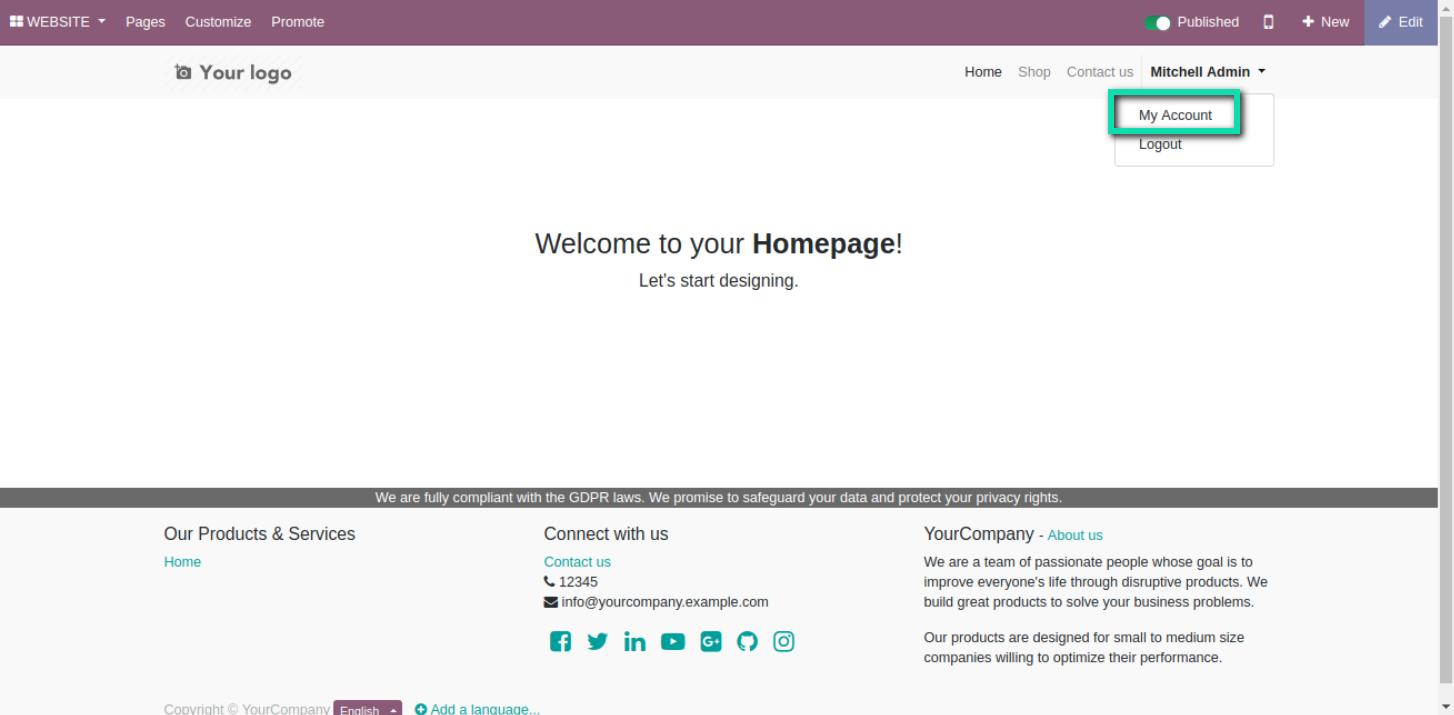 WEBSITE Pages Customize Promote Published New Edit
Your logo Home Shop Contact us Mitchell Admin
My Account
Logout
Welcome to your Homepage!
Let's start designing.
We are fully compliant with the GDPR laws. We promise to safeguard your data and protect your privacy rights.
Our Products & Services
Home
Connect with us
Contact us
12345
info@yourcompany.example.com
YourCompany - About us
We are a team of passionate people whose goal is to
improve everyone's life through disruptive products. We
build great products to solve your business problems.
Our products are designed for small to medium size
companies willing to optimize their performance.
Copyright © YourCompany English Add a language...